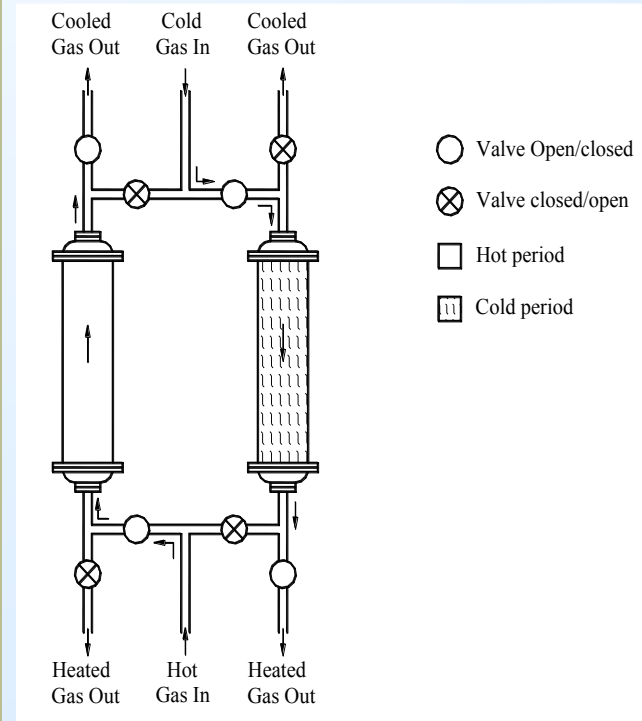 Cooled
Gas Out
Cold
Gas In
Cooled
Gas Out
Valve Open/closed
Valve closed/open
Hot period
Cold period
Heated
Gas Out
Hot
Gas In
Heated
Gas Out